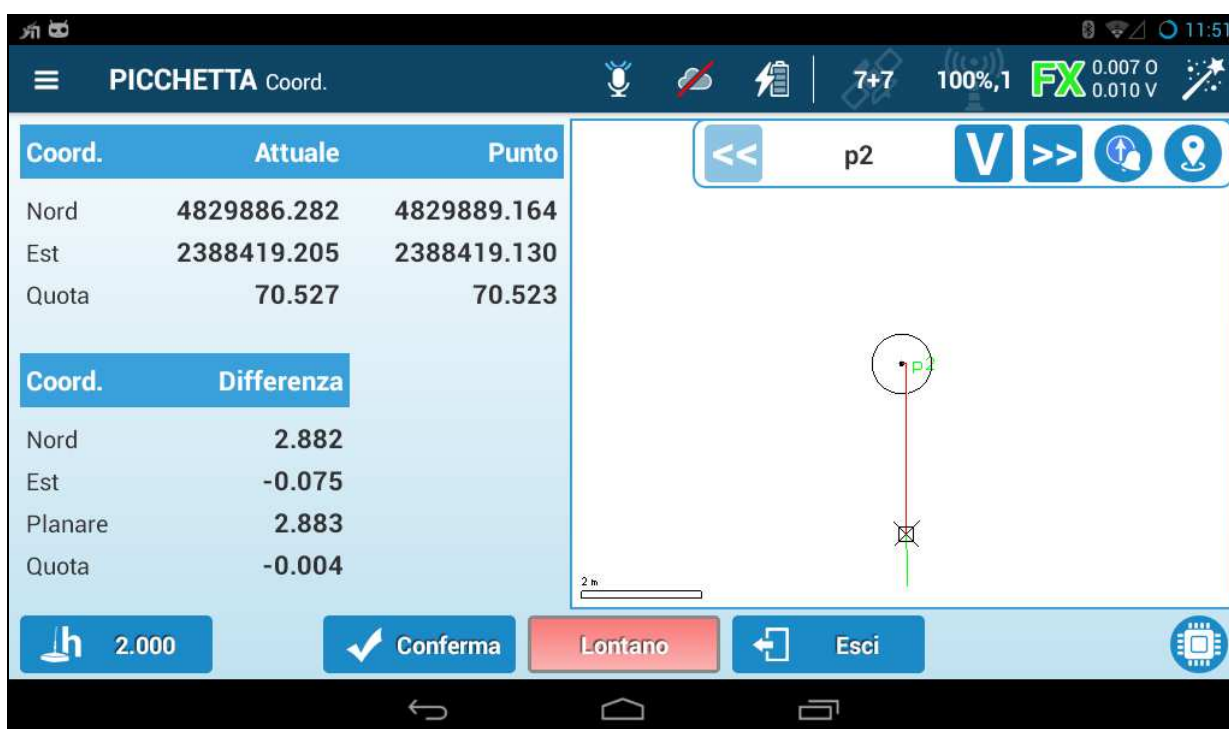 11:51
PICCHETTA Coord.
7+7
100%,1
FX
0.007 O
0.010 V
Coord. Attuale Punto
Nord 4829886.282 4829889.164
Est 2388419.205 2388419.130
Quota 70.527 70.523
Coord. Differenza
Nord 2.882
Est -0.075
Planare 2.883
Quota -0.004
<< p2 V >>
p2
2 m
h 2.000
Conferma
Lontano
Esci